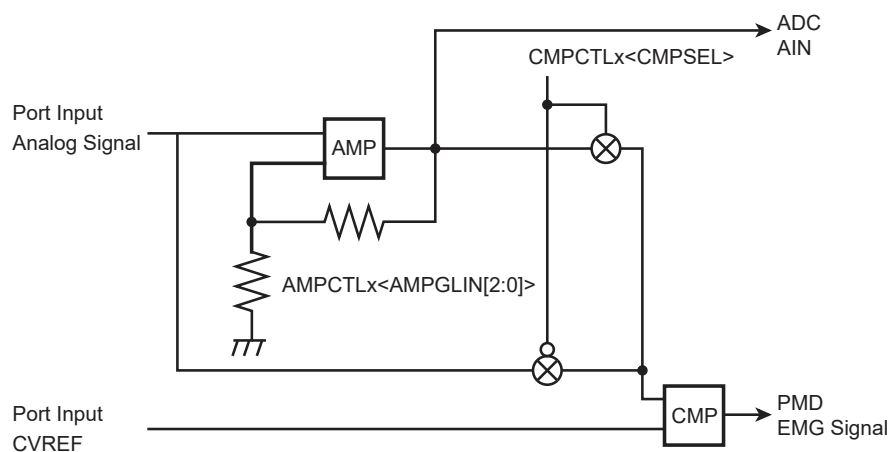 ADC
AIN
CMPCTLx<CMPSEL>
Port Input
Analog Signal
AMP
AMPCTLx<AMPGLIN[2:0]>
Port Input
CVREF
CMP
PMD
EMG Signal